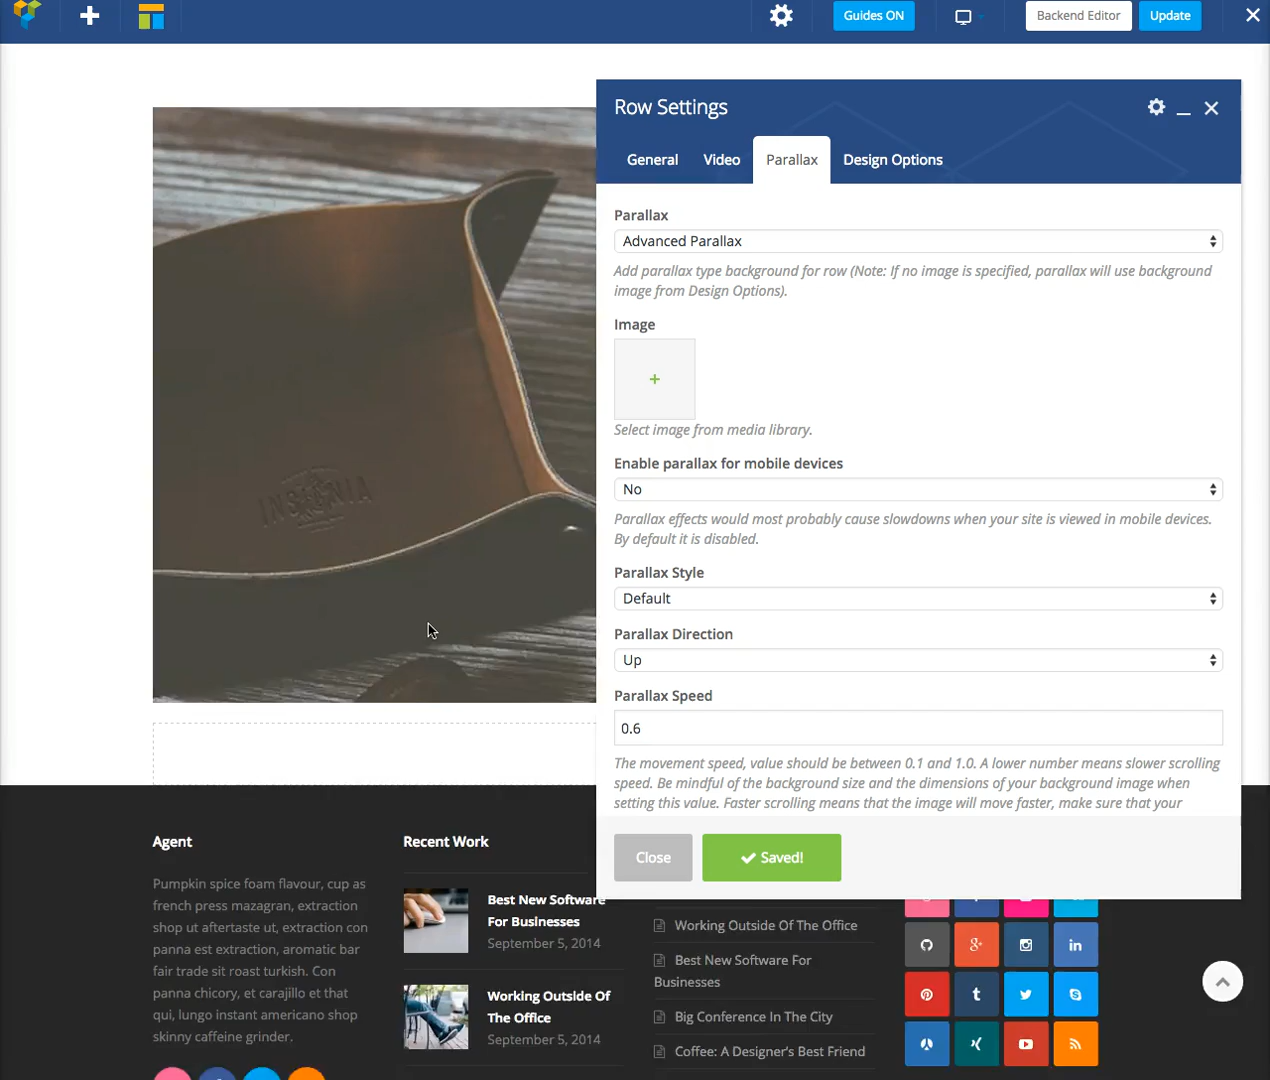 Guides ON
Backend Editor
Update
Row Settings
General
Video
Parallax
Design Options
Parallax
Advanced Parallax
Add parallax type background for row (Note: If no image is specified, parallax will use background
image from Design Options).
Image
Select image from media library.
Enable parallax for mobile devices
No
Parallax effects would most probably cause slowdowns when your site is viewed in mobile devices.
By default it is disabled.
Parallax Style
Default
Parallax Direction
Up
Parallax Speed
0.6
The movement speed, value should be between 0.1 and 1.0. A lower number means slower scrolling
speed. Be mindful of the background size and the dimensions of your background image when
setting this value. Faster scrolling means that the image will move faster, make sure that your
Close
Saved!
INSIGNIA
Agent
Pumpkin spice foam flavour, cup as
french press mazagran, extraction
shop ut aftertaste ut, extraction con
panna est extraction, aromatic bar
fair trade sit roast turkish. Con
panna chicory, et carajillo et that
qui, lungo instant americano shop
skinny caffeine grinder.
Recent Work
Best New Software
For Businesses
September 5, 2014
Working Outside Of
The Office
September 5, 2014
Working Outside Of The Office
Best New Software For
Businesses
Big Conference In The City
Coffee: A Designer's Best Friend